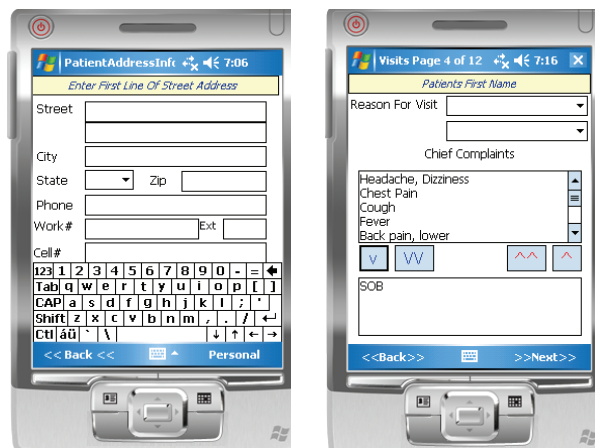 PatientAddressInfc 7:06
Enter First Line Of Street Address
Street
City
State Zip
Phone
Work# Ext
Cell#
123 1 2 3 4 5 6 7 8 9 0 - =
Tab q w e r t y u i o p [ ]
CAP a s d f g h j k l ; '
Shift z x c v b n m , . /
Ctl áü ` \
<< Back << Personal
Visits Page 4 of 12 7:16
Patients First Name
Reason For Visit
Chief Complaints
Headache, Dizziness
Chest Pain
Cough
Fever
Back pain, lower
v VV ^^ ^
SOB
<<Back>> >>Next>>